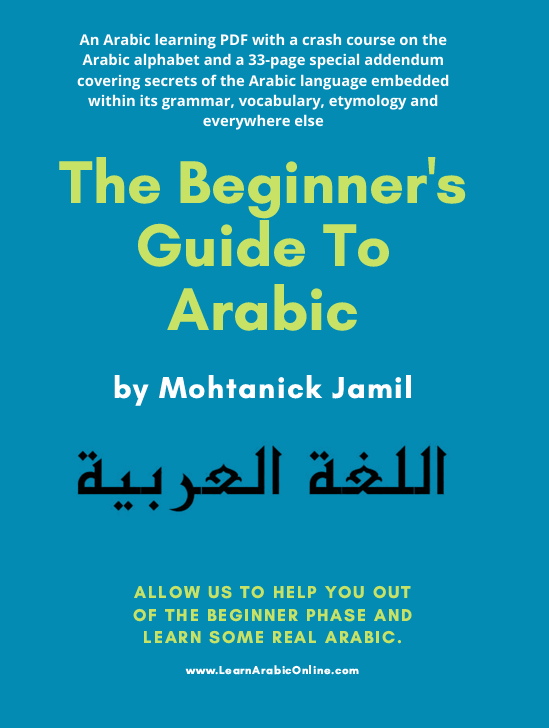 An Arabic learning PDF with a crash course on the
Arabic alphabet and a 33-page special addendum
covering secrets of the Arabic language embedded
within its grammar, vocabulary, etymology and
everywhere else
The Beginner's
Guide To
Arabic
by Mohtanick Jamil
اللغة العربية
ALLOW US TO HELP YOU OUT
OF THE BEGINNER PHASE AND
LEARN SOME REAL ARABIC.
www.LearnArabicOnline.com